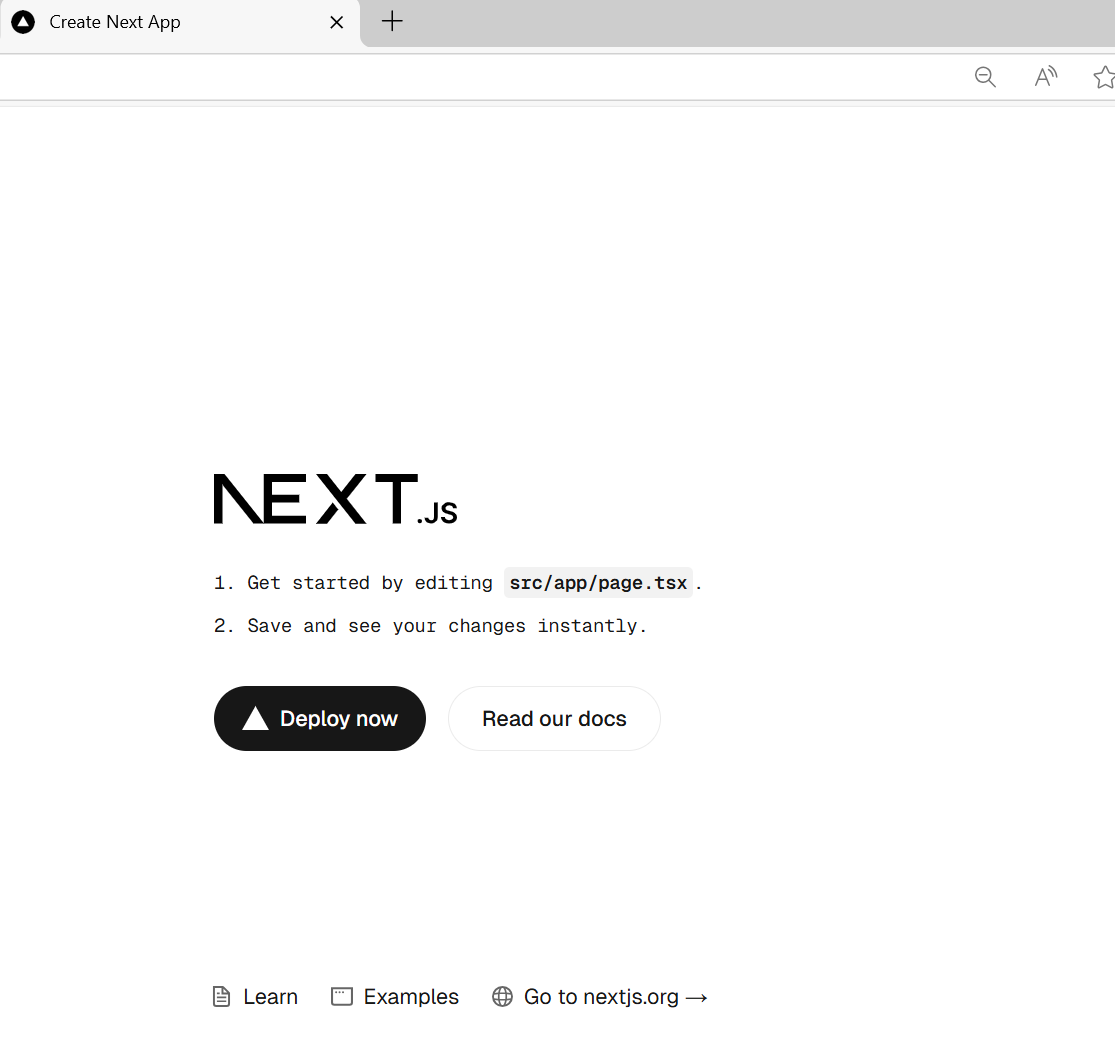 Create Next App
NEXT.JS
1. Get started by editing src/app/page.tsx.
2. Save and see your changes instantly.
Deploy now
Read our docs
Learn
Examples
Go to nextjs.org →